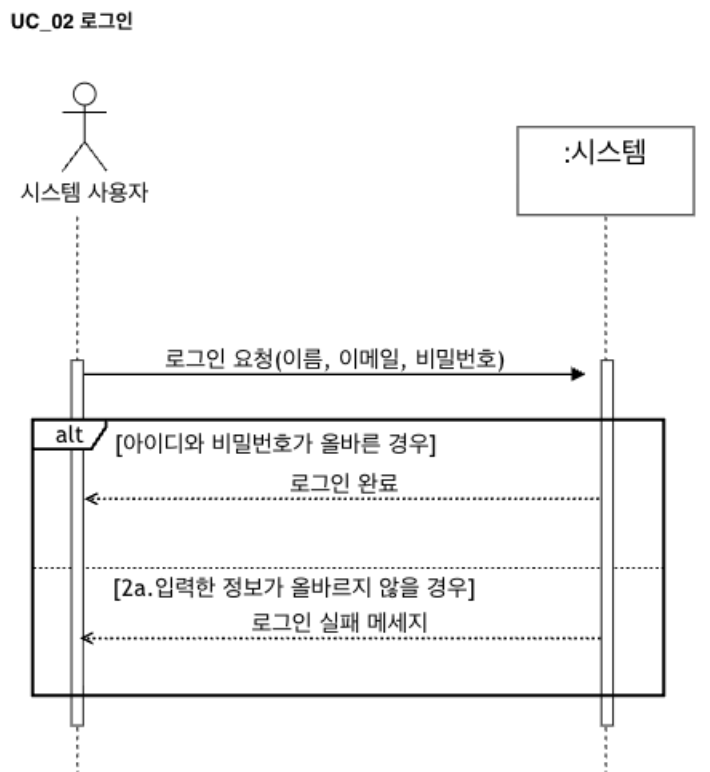 UC_02 로그인
시스템 사용자
:시스템
로그인 요청(이름, 이메일, 비밀번호)
alt
[아이디와 비밀번호가 올바른 경우]
로그인 완료
[2a.입력한 정보가 올바르지 않을 경우]
로그인 실패 메세지